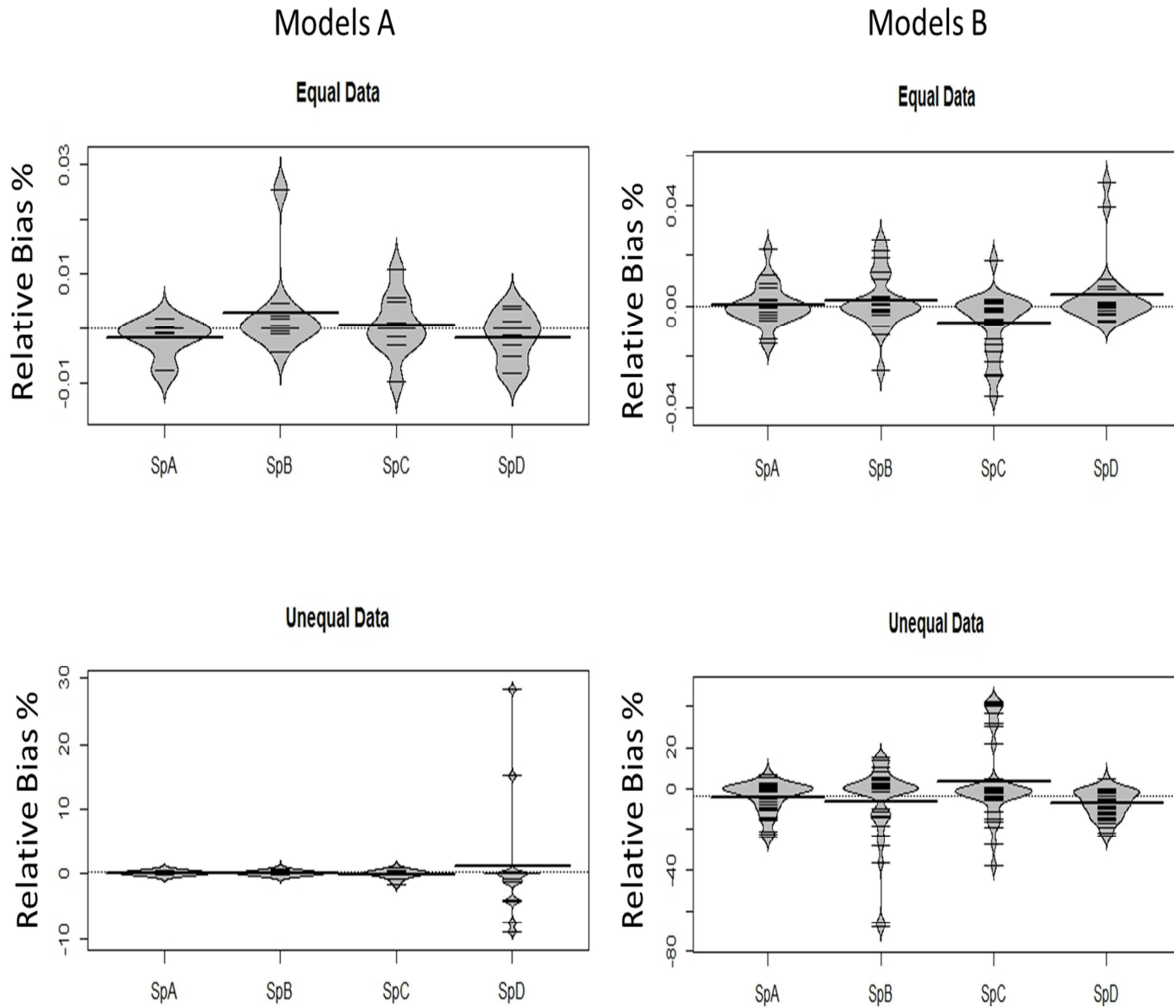 Models A
Models B
Equal Data
Equal Data
Relative Bias %
0.03
0.01
-0.01
SpA SpB SpC SpD
Relative Bias %
0.04
0.00
-0.04
SpA SpB SpC SpD
Unequal Data
Unequal Data
Relative Bias %
30
20
10
0
-10
SpA SpB SpC SpD
Relative Bias %
20
0
-40
-80
SpA SpB SpC SpD